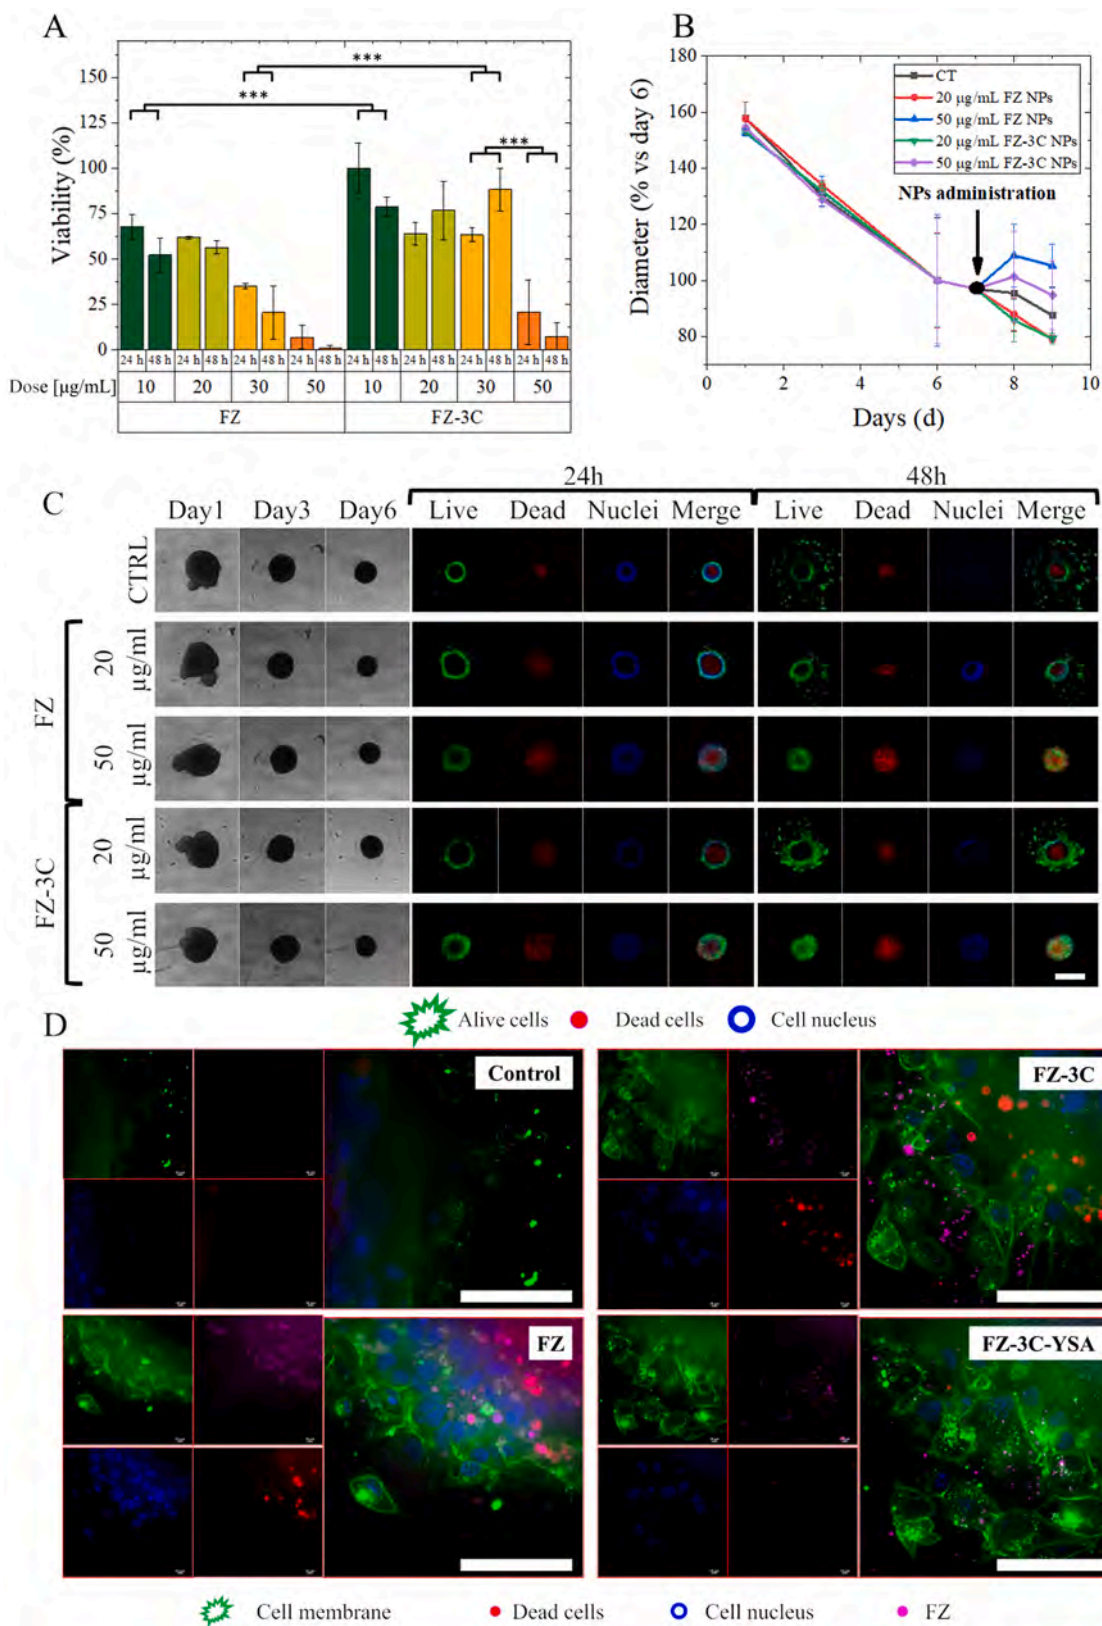 A
B
***
***
***
150
125
100
75
50
25
0
Viability (%)
24 h 48 h 24 h 48 h 24 h 48 h 24 h 48 h 24 h 48 h 24 h 48 h 24 h 48 h 24 h 48 h
Dose [µg/mL] 10 20 30 50 10 20 30 50
FZ FZ-3C
180
160
140
120
100
80
Diameter (% vs day 6)
CT
20 µg/mL FZ NPs
50 µg/mL FZ NPs
20 µg/mL FZ-3C NPs
50 µg/mL FZ-3C NPs
NPs administration
0 2 4 6 8 10
Days (d)
C
24h 48h
Day1 Day3 Day6 Live Dead Nuclei Merge Live Dead Nuclei Merge
CTRL
FZ
20 µg/ml
50 µg/ml
FZ-3C
20 µg/ml
50 µg/ml
Alive cells Dead cells Cell nucleus
D
Control
FZ-3C
FZ
FZ-3C-YSA
Cell membrane Dead cells Cell nucleus FZ